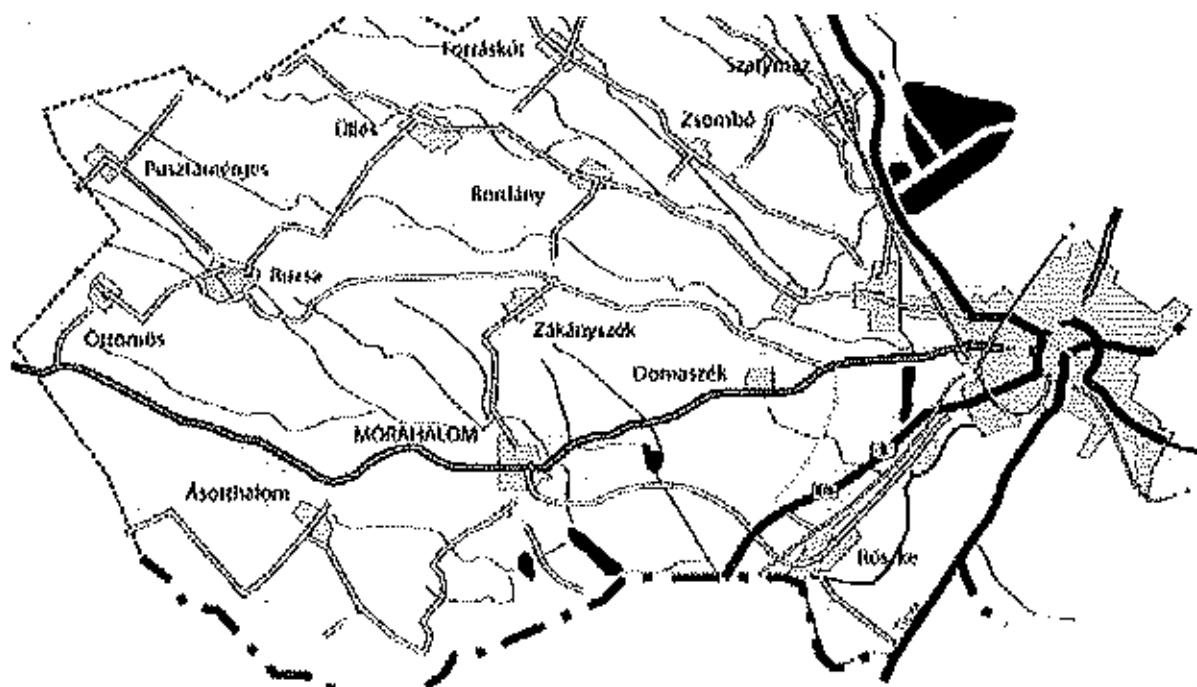 Forráskút
Szatymaz
Zsombó
Üllés
Pusztamérges
Bordány
Ruzsa
Öttömös
Zákányszék
Domaszék
MÓRAHALOM
Ásotthalom
Röszke